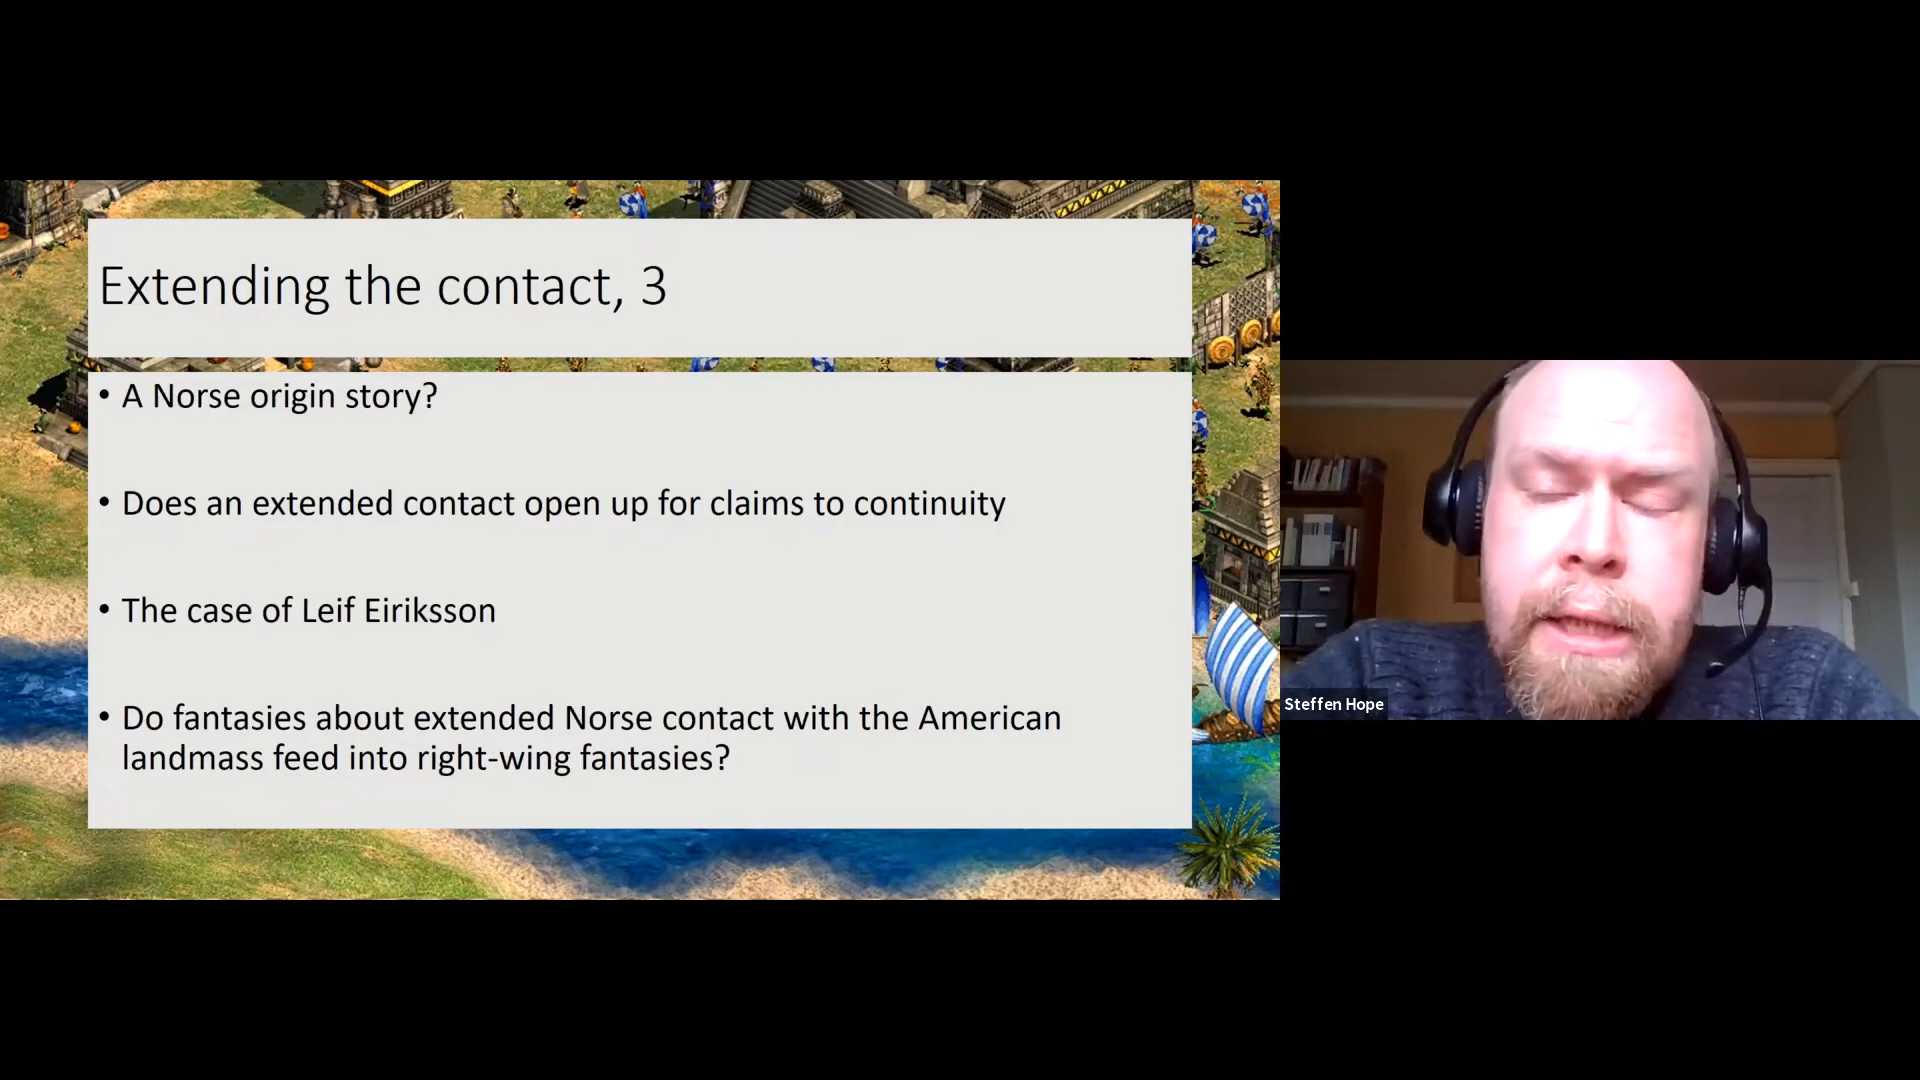 Extending the contact, 3
• A Norse origin story?
• Does an extended contact open up for claims to continuity
• The case of Leif Eiriksson
• Do fantasies about extended Norse contact with the American
landmass feed into right-wing fantasies?
Steffen Hope